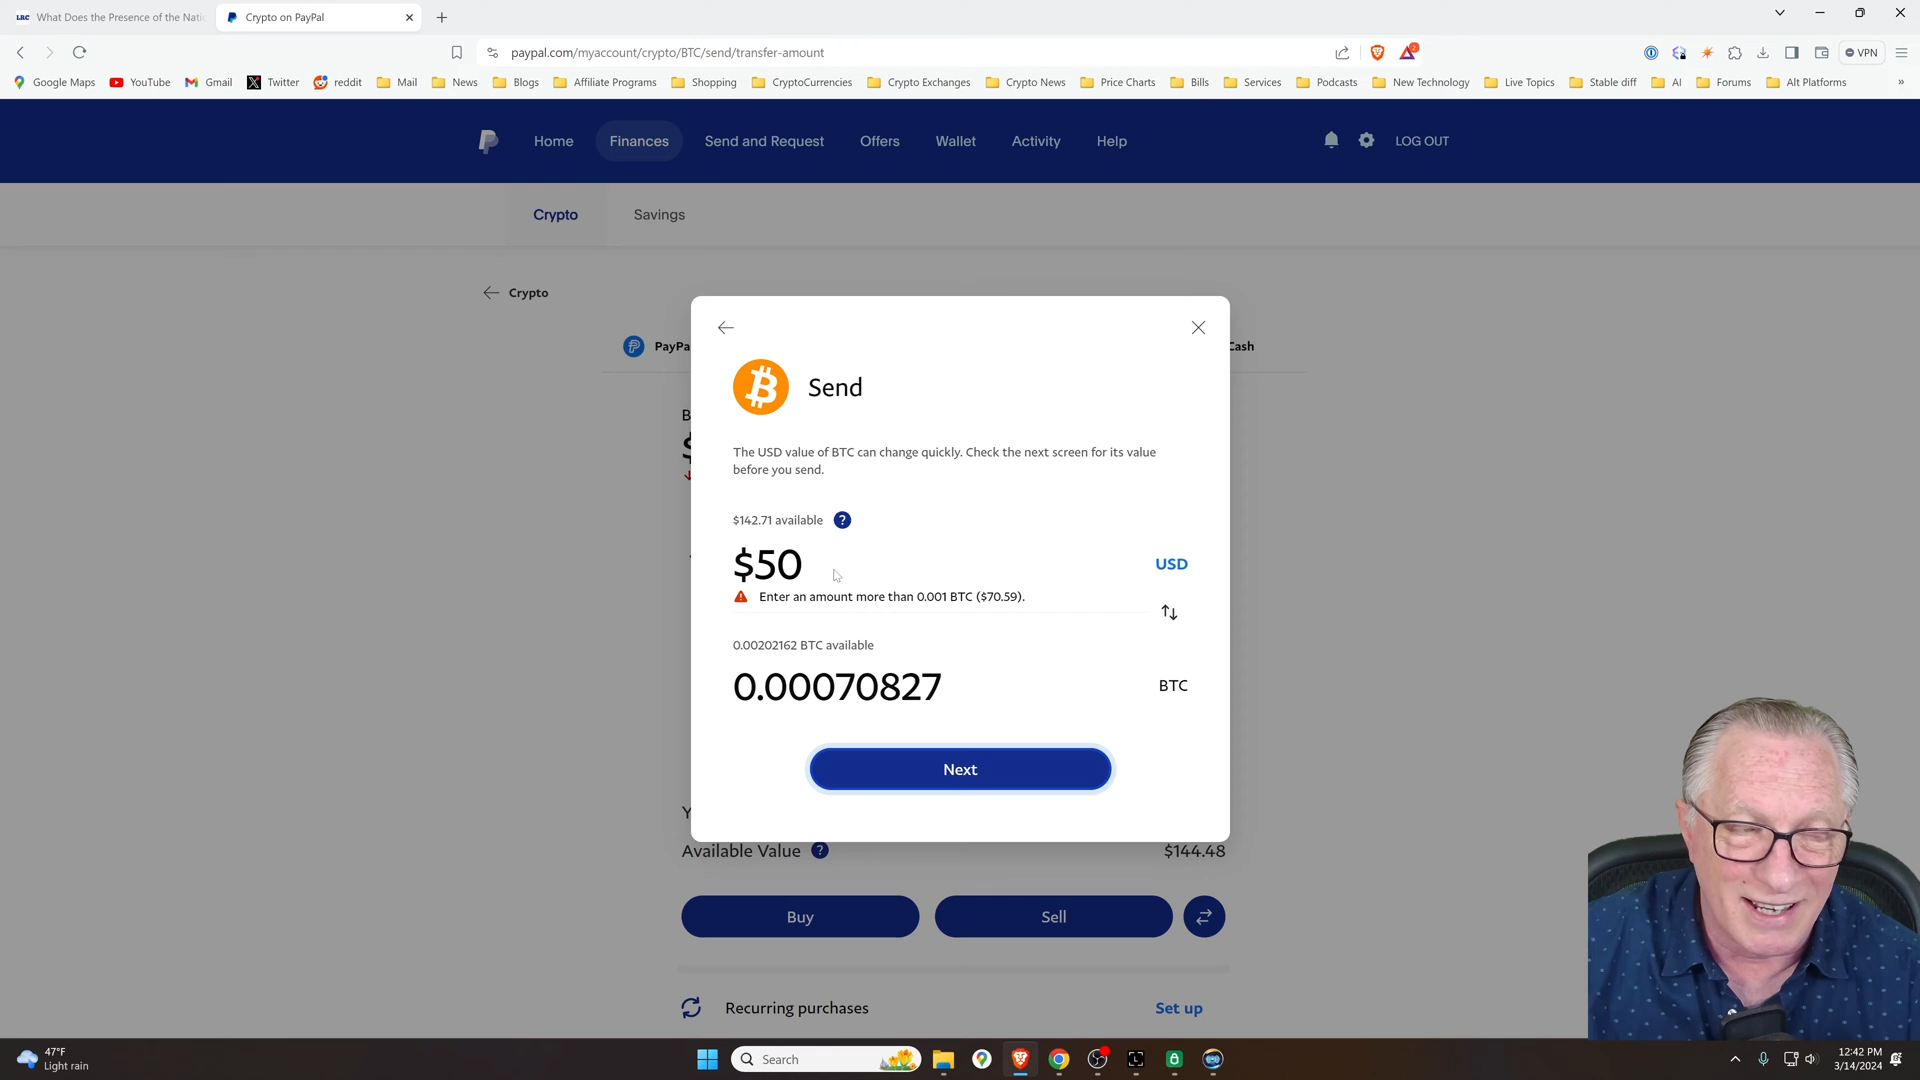 LRC What Does the Presence of the Natio
Crypto on PayPal
paypal.com/myaccount/crypto/BTC/send/transfer-amount
2
VPN
Google Maps YouTube Gmail Twitter reddit Mail News Blogs Affiliate Programs Shopping CryptoCurrencies Crypto Exchanges Crypto News Price Charts Bills Services Podcasts New Technology Live Topics Stable diff AI Forums Alt Platforms »
Home Finances Send and Request Offers Wallet Activity Help LOG OUT
Crypto Savings
Crypto
PayPa
Cash
B
$
Send
The USD value of BTC can change quickly. Check the next screen for its value
before you send.
$142.71 available ?
$50 USD
Enter an amount more than 0.001 BTC ($70.59).
0.00202162 BTC available
0.00070827 BTC
Next
Y
Available Value ? $144.48
Buy Sell
Recurring purchases Set up
47°F
Light rain
Search
12:42 PM
3/14/2024